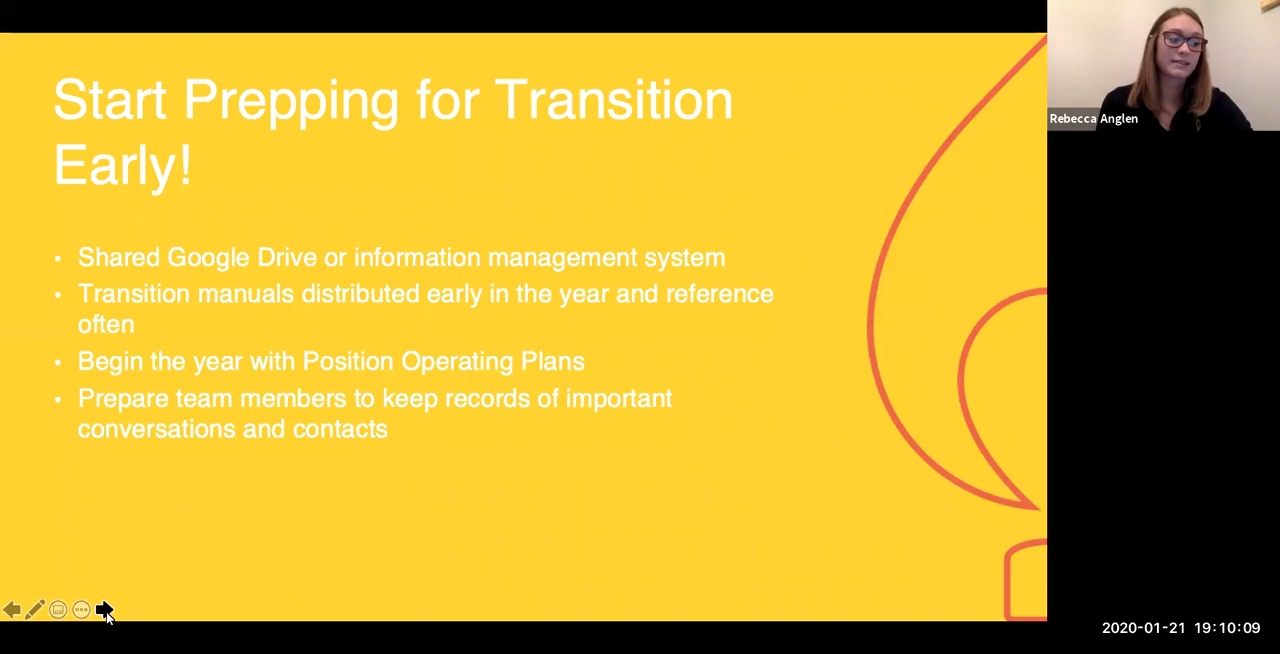 Start Prepping for Transition
Early!
• Shared Google Drive or information management system
• Transition manuals distributed early in the year and reference
often
• Begin the year with Position Operating Plans
• Prepare team members to keep records of important
conversations and contacts
Rebecca Anglen
2020-01-21 19:10:09